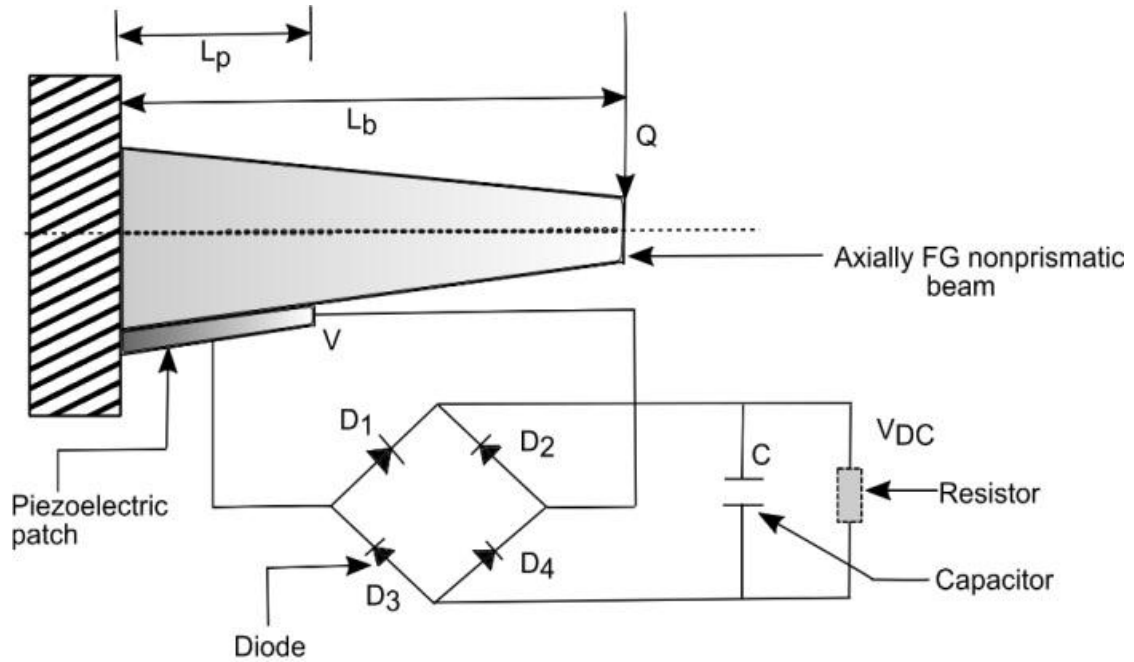 Lp
Lb
Q
Axially FG nonprismatic
beam
V
D1
D2
VDC
C
Piezoelectric
patch
Resistor
D3
D4
Capacitor
Diode